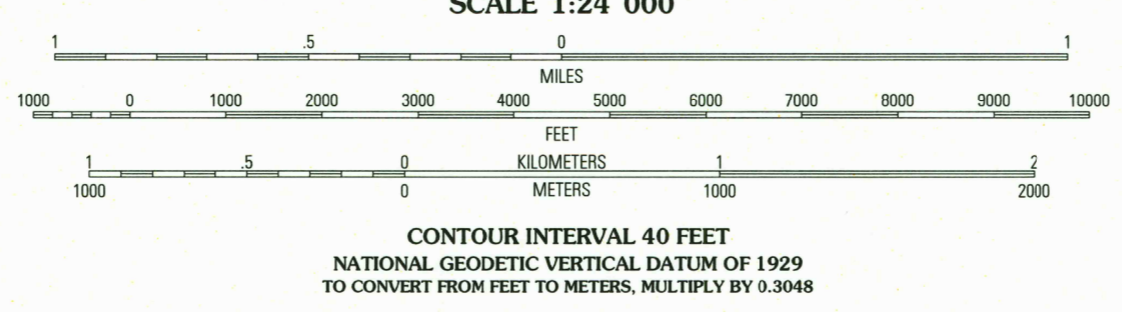 SCALE 1:24 000
1 .5 0 1
MILES
1000 0 1000 2000 3000 4000 5000 6000 7000 8000 9000 10000
FEET
1 .5 0 KILOMETERS 1 2
1000 0 METERS 1000 2000
CONTOUR INTERVAL 40 FEET
NATIONAL GEODETIC VERTICAL DATUM OF 1929
TO CONVERT FROM FEET TO METERS, MULTIPLY BY 0.3048